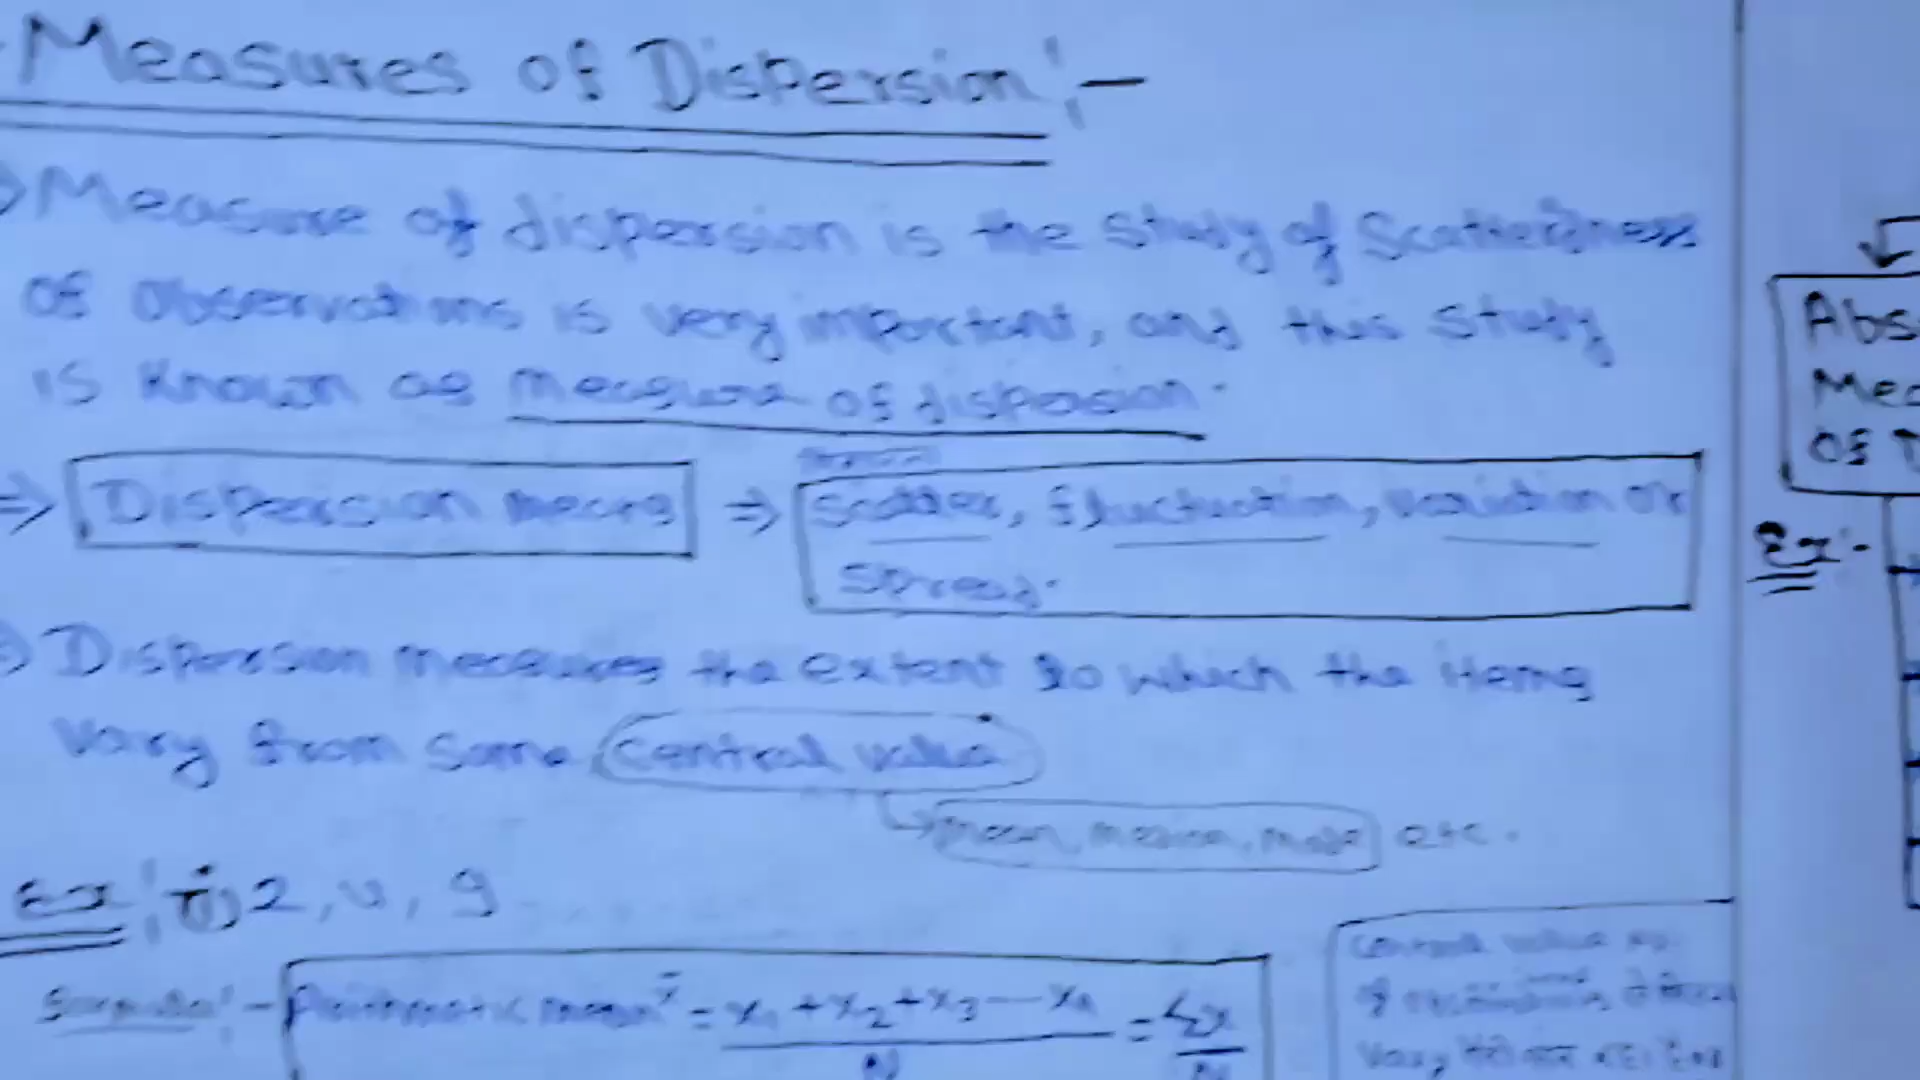 Measures of Dispersion :-
Measure of dispersion is the study of Scatteredness
of observations is very important, and this study
is known as measure of dispersion.
⇒ Dispersion means ⇒ Scatter, fluctuation, variation or
Spread.
Dispersion measures the extent to which the items
vary from some central value
mean, median, mode etc.
Ex: i) 2, 4, 9
formula :- Arithmetic mean x̄ = x₁ + x₂ + x₃ --- xₙ / N = Σx / N
Central value
vary
Abs
Mea
Of D
Ex:-